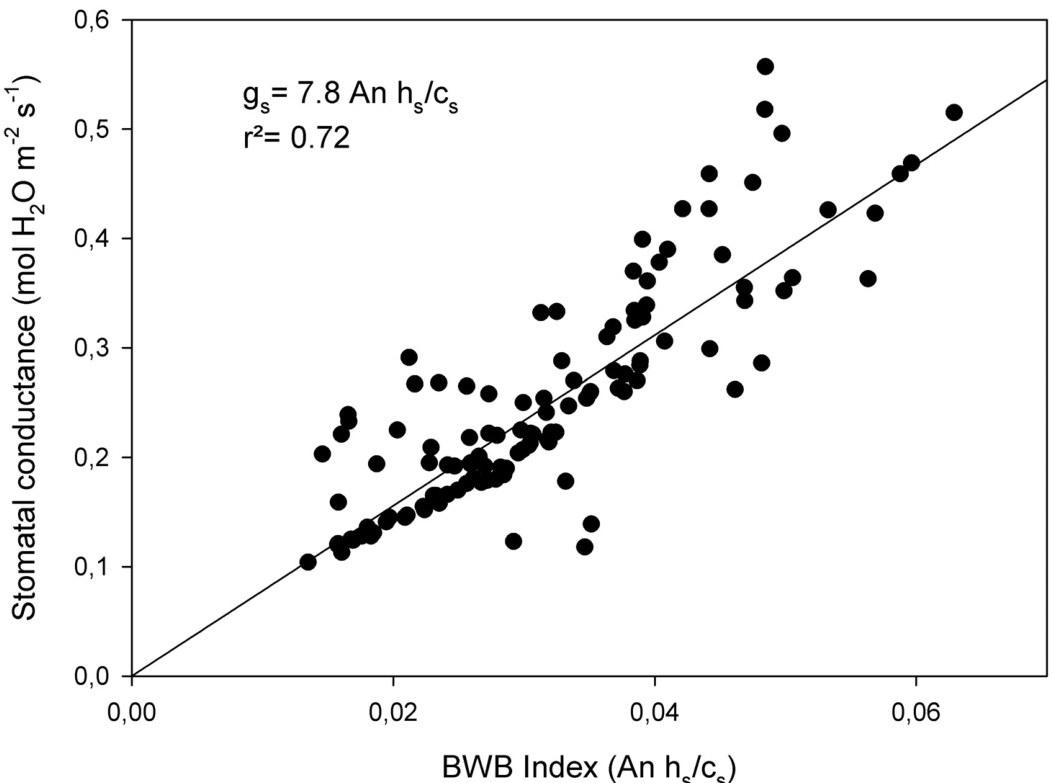 0,6
0,5
0,4
0,3
0,2
0,1
0,0
Stomatal conductance (mol H₂O m⁻² s⁻¹)
gₛ= 7.8 An hₛ/cₛ
r²= 0.72
0,00 0,02 0,04 0,06
BWB Index (An hₛ/cₛ)